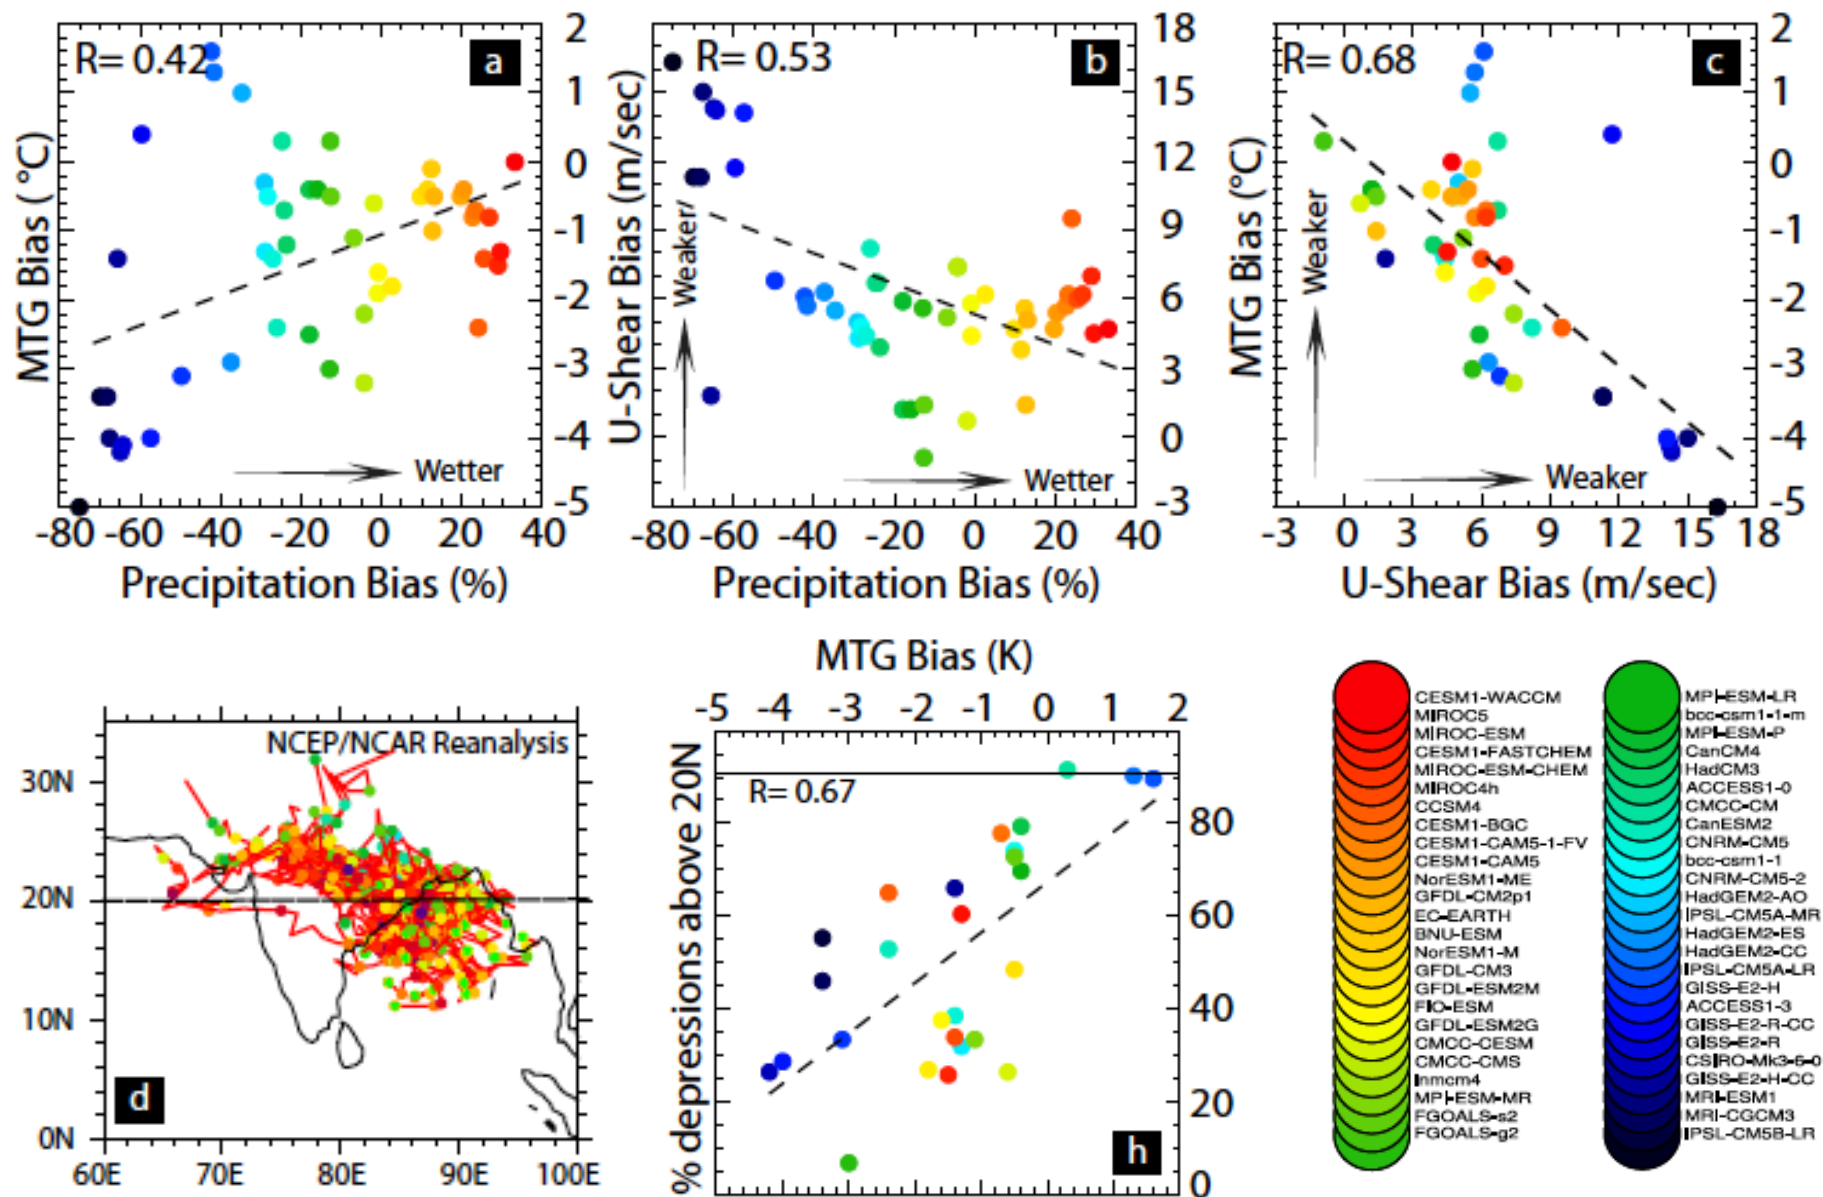 R= 0.42
a
MTG Bias ( °C)
2
1
0
-1
-2
-3
-4
-5
Wetter
-80 -60 -40 -20 0 20 40
Precipitation Bias (%)
R= 0.53
b
U-Shear Bias (m/sec)
18
15
12
9
6
3
0
-3
Weaker
Wetter
-80 -60 -40 -20 0 20 40
Precipitation Bias (%)
R= 0.68
c
MTG Bias (°C)
2
1
0
-1
-2
-3
-4
-5
Weaker
Weaker
-3 0 3 6 9 12 15 18
U-Shear Bias (m/sec)
NCEP/NCAR Reanalysis
30N
20N
10N
0N
d
60E 70E 80E 90E 100E
MTG Bias (K)
-5 -4 -3 -2 -1 0 1 2
R= 0.67
% depressions above 20N
80
60
40
20
0
h
CESM1-WACCM
MIROC5
MIROC-ESM
CESM1-FASTCHEM
MIROC-ESM-CHEM
MIROC4h
CCSM4
CESM1-BGC
CESM1-CAM5-1-FV
CESM1-CAM5
NorESM1-ME
GFDL-CM2p1
EC-EARTH
BNU-ESM
NorESM1-M
GFDL-CM3
GFDL-ESM2M
FIO-ESM
GFDL-ESM2G
CMCC-CESM
CMCC-CMS
inmcm4
MPI-ESM-MR
FGOALS-s2
FGOALS-g2
MPI-ESM-LR
bcc-csm1-1-m
MPI-ESM-P
CanCM4
HadCM3
ACCESS1-0
CMCC-CM
CanESM2
CNRM-CM5
bcc-csm1-1
CNRM-CM5-2
HadGEM2-AO
IPSL-CM5A-MR
HadGEM2-ES
HadGEM2-CC
IPSL-CM5A-LR
GISS-E2-H
ACCESS1-3
GISS-E2-R-CC
GISS-E2-R
CSIRO-Mk3-6-0
GISS-E2-H-CC
MRI-ESM1
MRI-CGCM3
IPSL-CM5B-LR